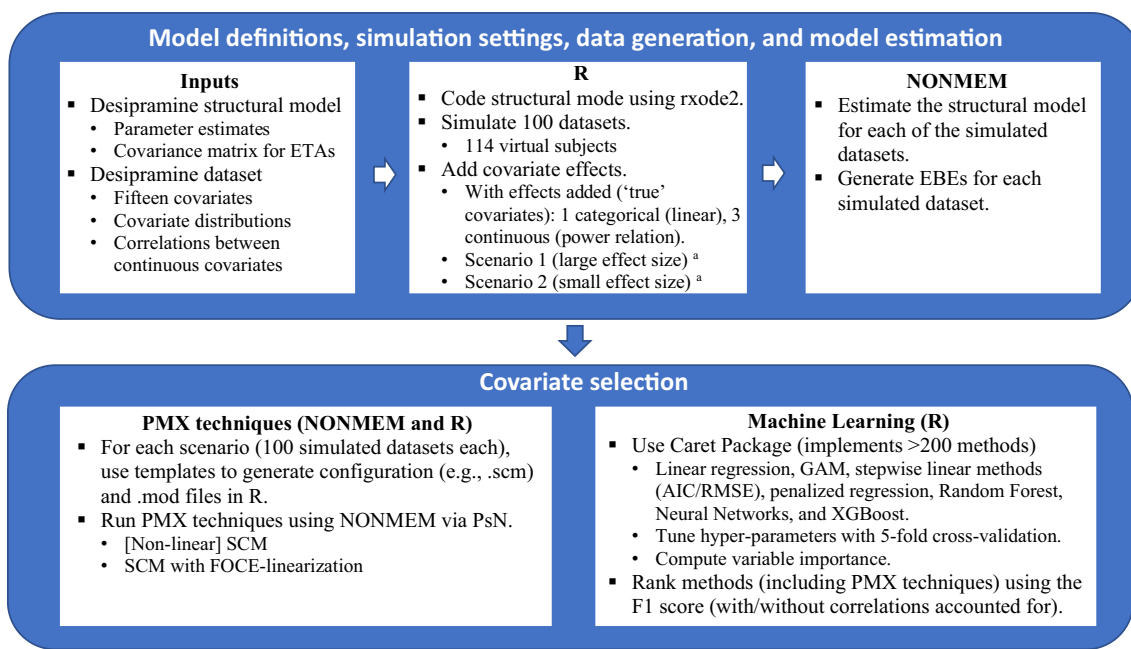 Model definitions, simulation settings, data generation, and model estimation
Inputs
▪ Desipramine structural model
• Parameter estimates
• Covariance matrix for ETAs
▪ Desipramine dataset
• Fifteen covariates
• Covariate distributions
• Correlations between
continuous covariates
R
▪ Code structural mode using rxode2.
▪ Simulate 100 datasets.
• 114 virtual subjects
▪ Add covariate effects.
• With effects added (‘true’
covariates): 1 categorical (linear), 3
continuous (power relation).
• Scenario 1 (large effect size) ᵃ
• Scenario 2 (small effect size) ᵃ
NONMEM
▪ Estimate the structural model
for each of the simulated
datasets.
▪ Generate EBEs for each
simulated dataset.
Covariate selection
PMX techniques (NONMEM and R)
▪ For each scenario (100 simulated datasets each),
use templates to generate configuration (e.g., .scm)
and .mod files in R.
▪ Run PMX techniques using NONMEM via PsN.
• [Non-linear] SCM
• SCM with FOCE-linearization
Machine Learning (R)
▪ Use Caret Package (implements >200 methods)
• Linear regression, GAM, stepwise linear methods
(AIC/RMSE), penalized regression, Random Forest,
Neural Networks, and XGBoost.
• Tune hyper-parameters with 5-fold cross-validation.
• Compute variable importance.
▪ Rank methods (including PMX techniques) using the
F1 score (with/without correlations accounted for).